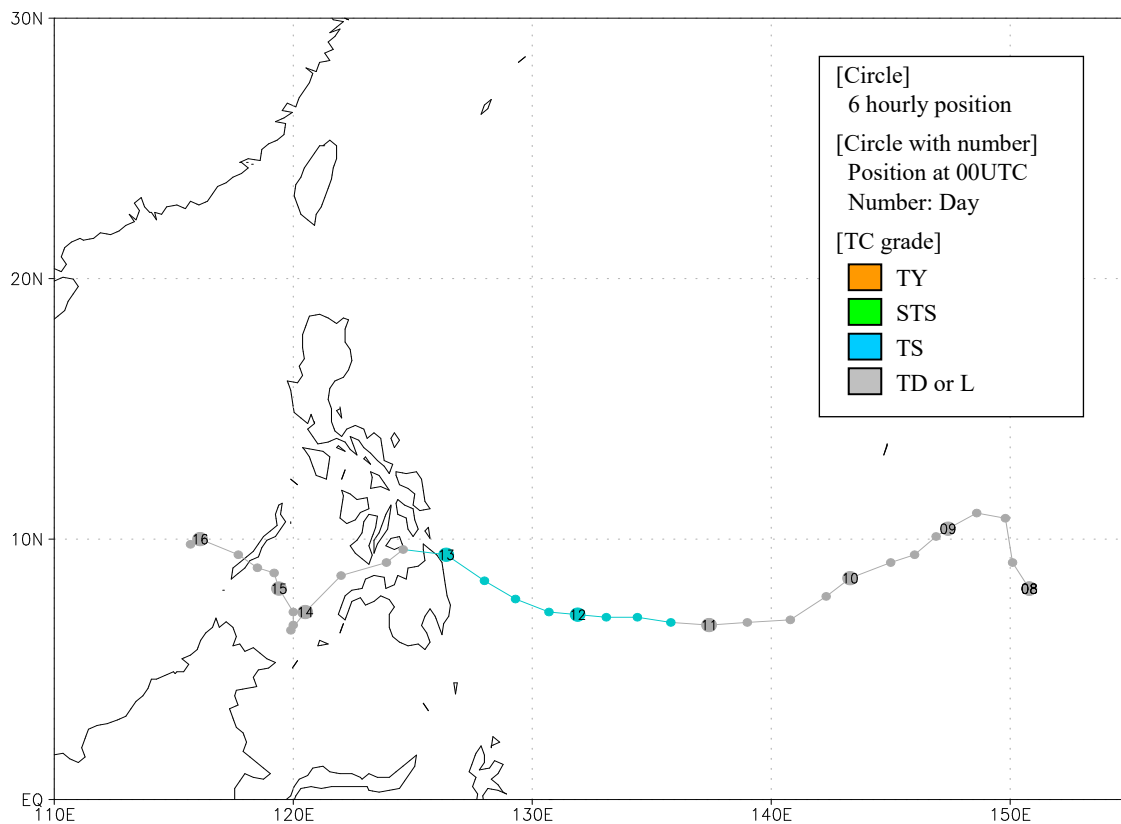 30N
[Circle]
6 hourly position
[Circle with number]
Position at 00UTC
Number: Day
[TC grade]
TY
STS
TS
TD or L
20N
10N
16
13
09
15
10
08
14
12
11
EQ
110E
120E
130E
140E
150E